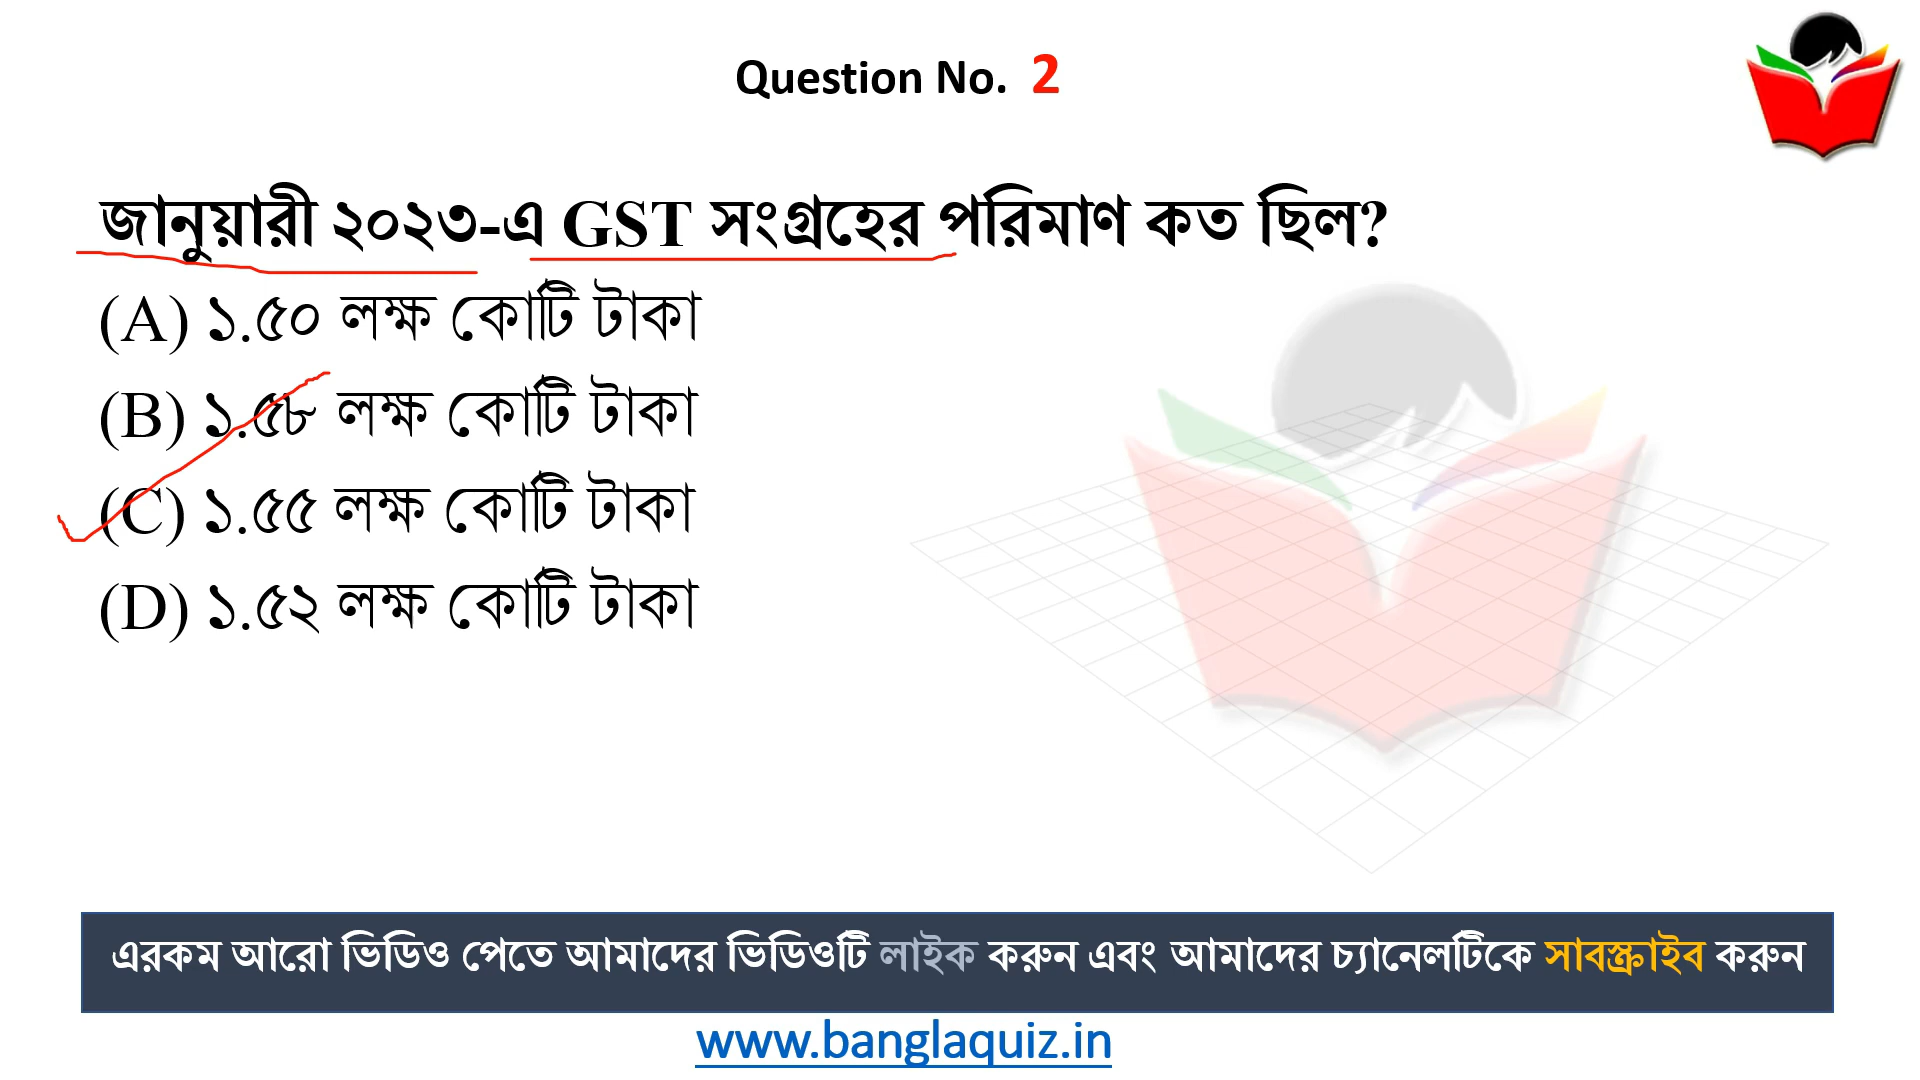 Question No. 2
জানুয়ারী ২০২৩-এ GST সংগ্রহের পরিমাণ কত ছিল?
(A) ১.৫০ লক্ষ কোটি টাকা
(B) ১.৫৮ লক্ষ কোটি টাকা
(C) ১.৫৫ লক্ষ কোটি টাকা
(D) ১.৫২ লক্ষ কোটি টাকা
এরকম আরো ভিডিও পেতে আমাদের ভিডিওটি লাইক করুন এবং আমাদের চ্যানেলটিকে সাবস্ক্রাইব করুন
www.banglaquiz.in